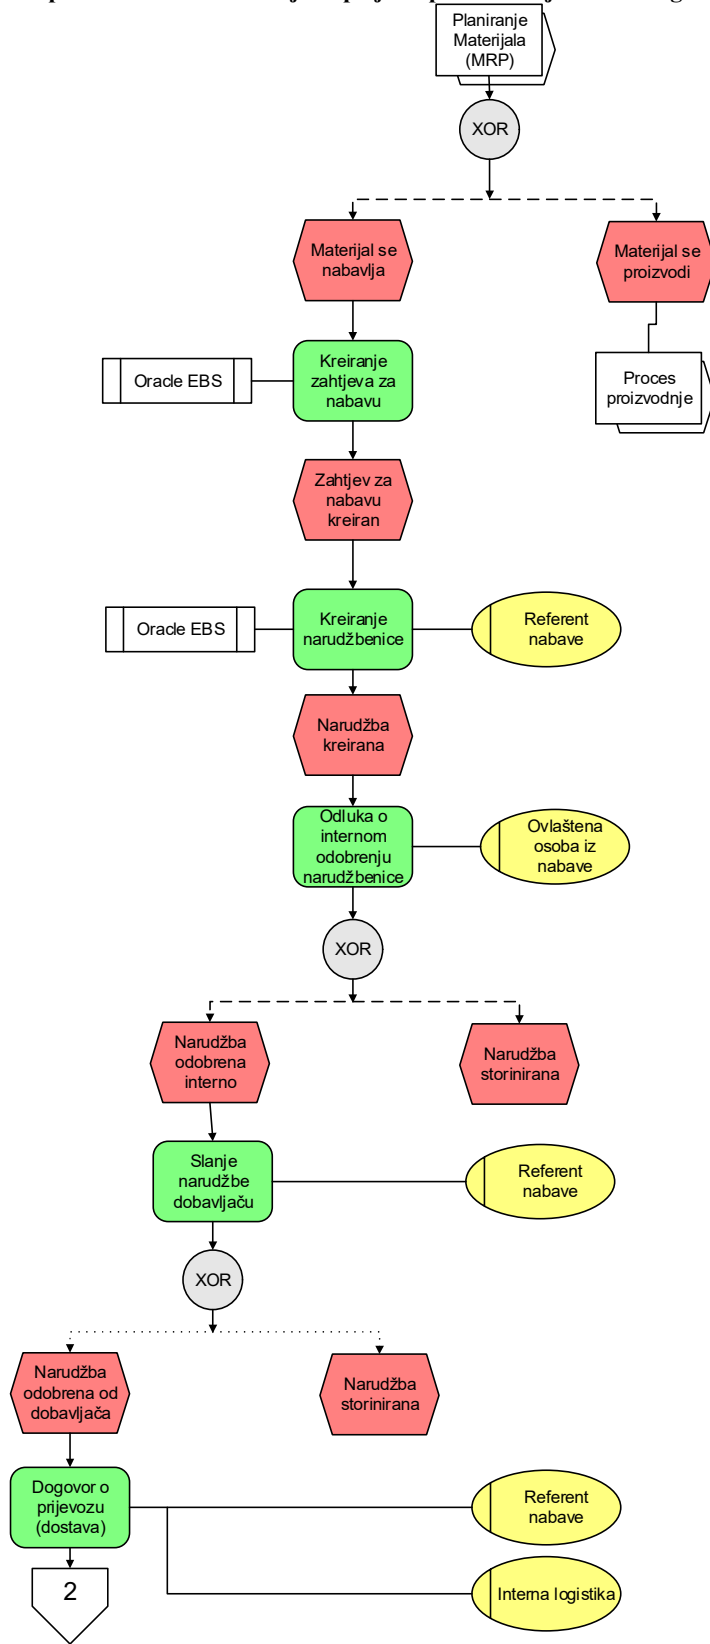 Planiranje
Materijala
(MRP)
XOR
Materijal se
nabavlja
Materijal se
proizvodi
Oracle EBS
Kreiranje
zahtjeva za
nabavu
Proces
proizvodnje
Zahtjev za
nabavu
kreiran
Oracle EBS
Kreiranje
narudžbenice
Referent
nabave
Narudžba
kreirana
Odluka o
internom
odobrenju
narudžbenice
Ovlaštena
osoba iz
nabave
XOR
Narudžba
odobrena
interno
Narudžba
storinirana
Slanje
narudžbe
dobavljaču
Referent
nabave
XOR
Narudžba
odobrena od
dobavljača
Narudžba
storinirana
Dogovor o
prijevozu
(dostava)
Referent
nabave
Interna logistika
2